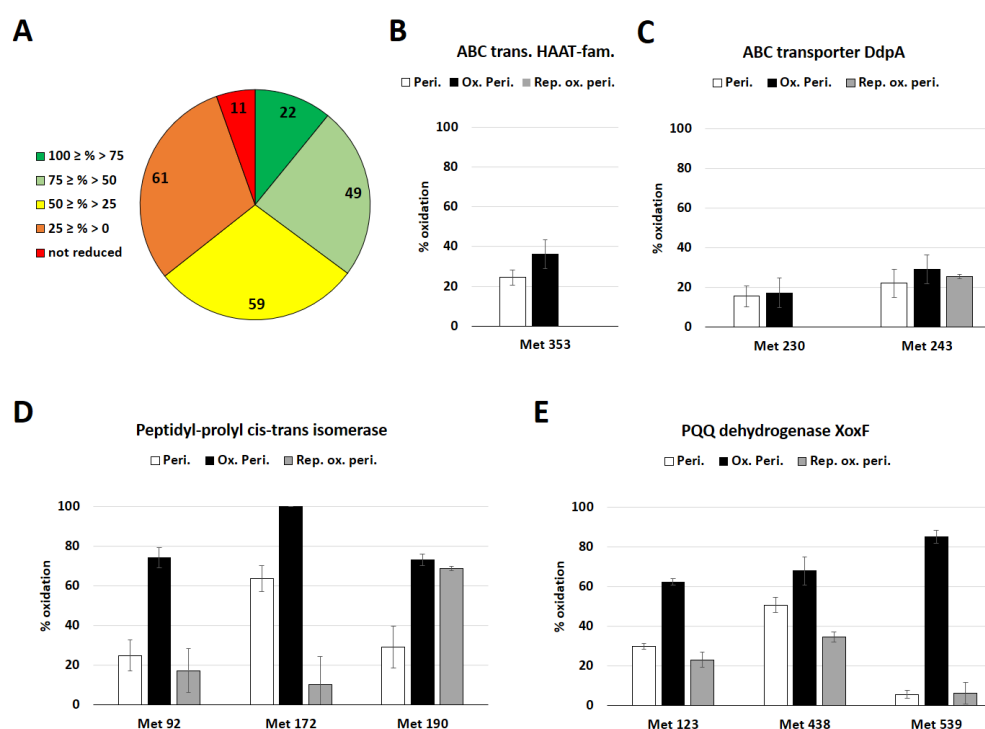 A
100 ≥ % > 75
75 ≥ % > 50
50 ≥ % > 25
25 ≥ % > 0
not reduced
22
49
59
61
11
B
ABC trans. HAAT-fam.
Peri. Ox. Peri. Rep. ox. peri.
% oxidation
100
80
60
40
20
0
Met 353
C
ABC transporter DdpA
Peri. Ox. Peri. Rep. ox. peri.
% oxidation
100
80
60
40
20
0
Met 230 Met 243
D
Peptidyl-prolyl cis-trans isomerase
Peri. Ox. Peri. Rep. ox. peri.
% oxidation
100
80
60
40
20
0
Met 92 Met 172 Met 190
E
PQQ dehydrogenase XoxF
Peri. Ox. Peri. Rep. ox. peri.
% oxidation
100
80
60
40
20
0
Met 123 Met 438 Met 539